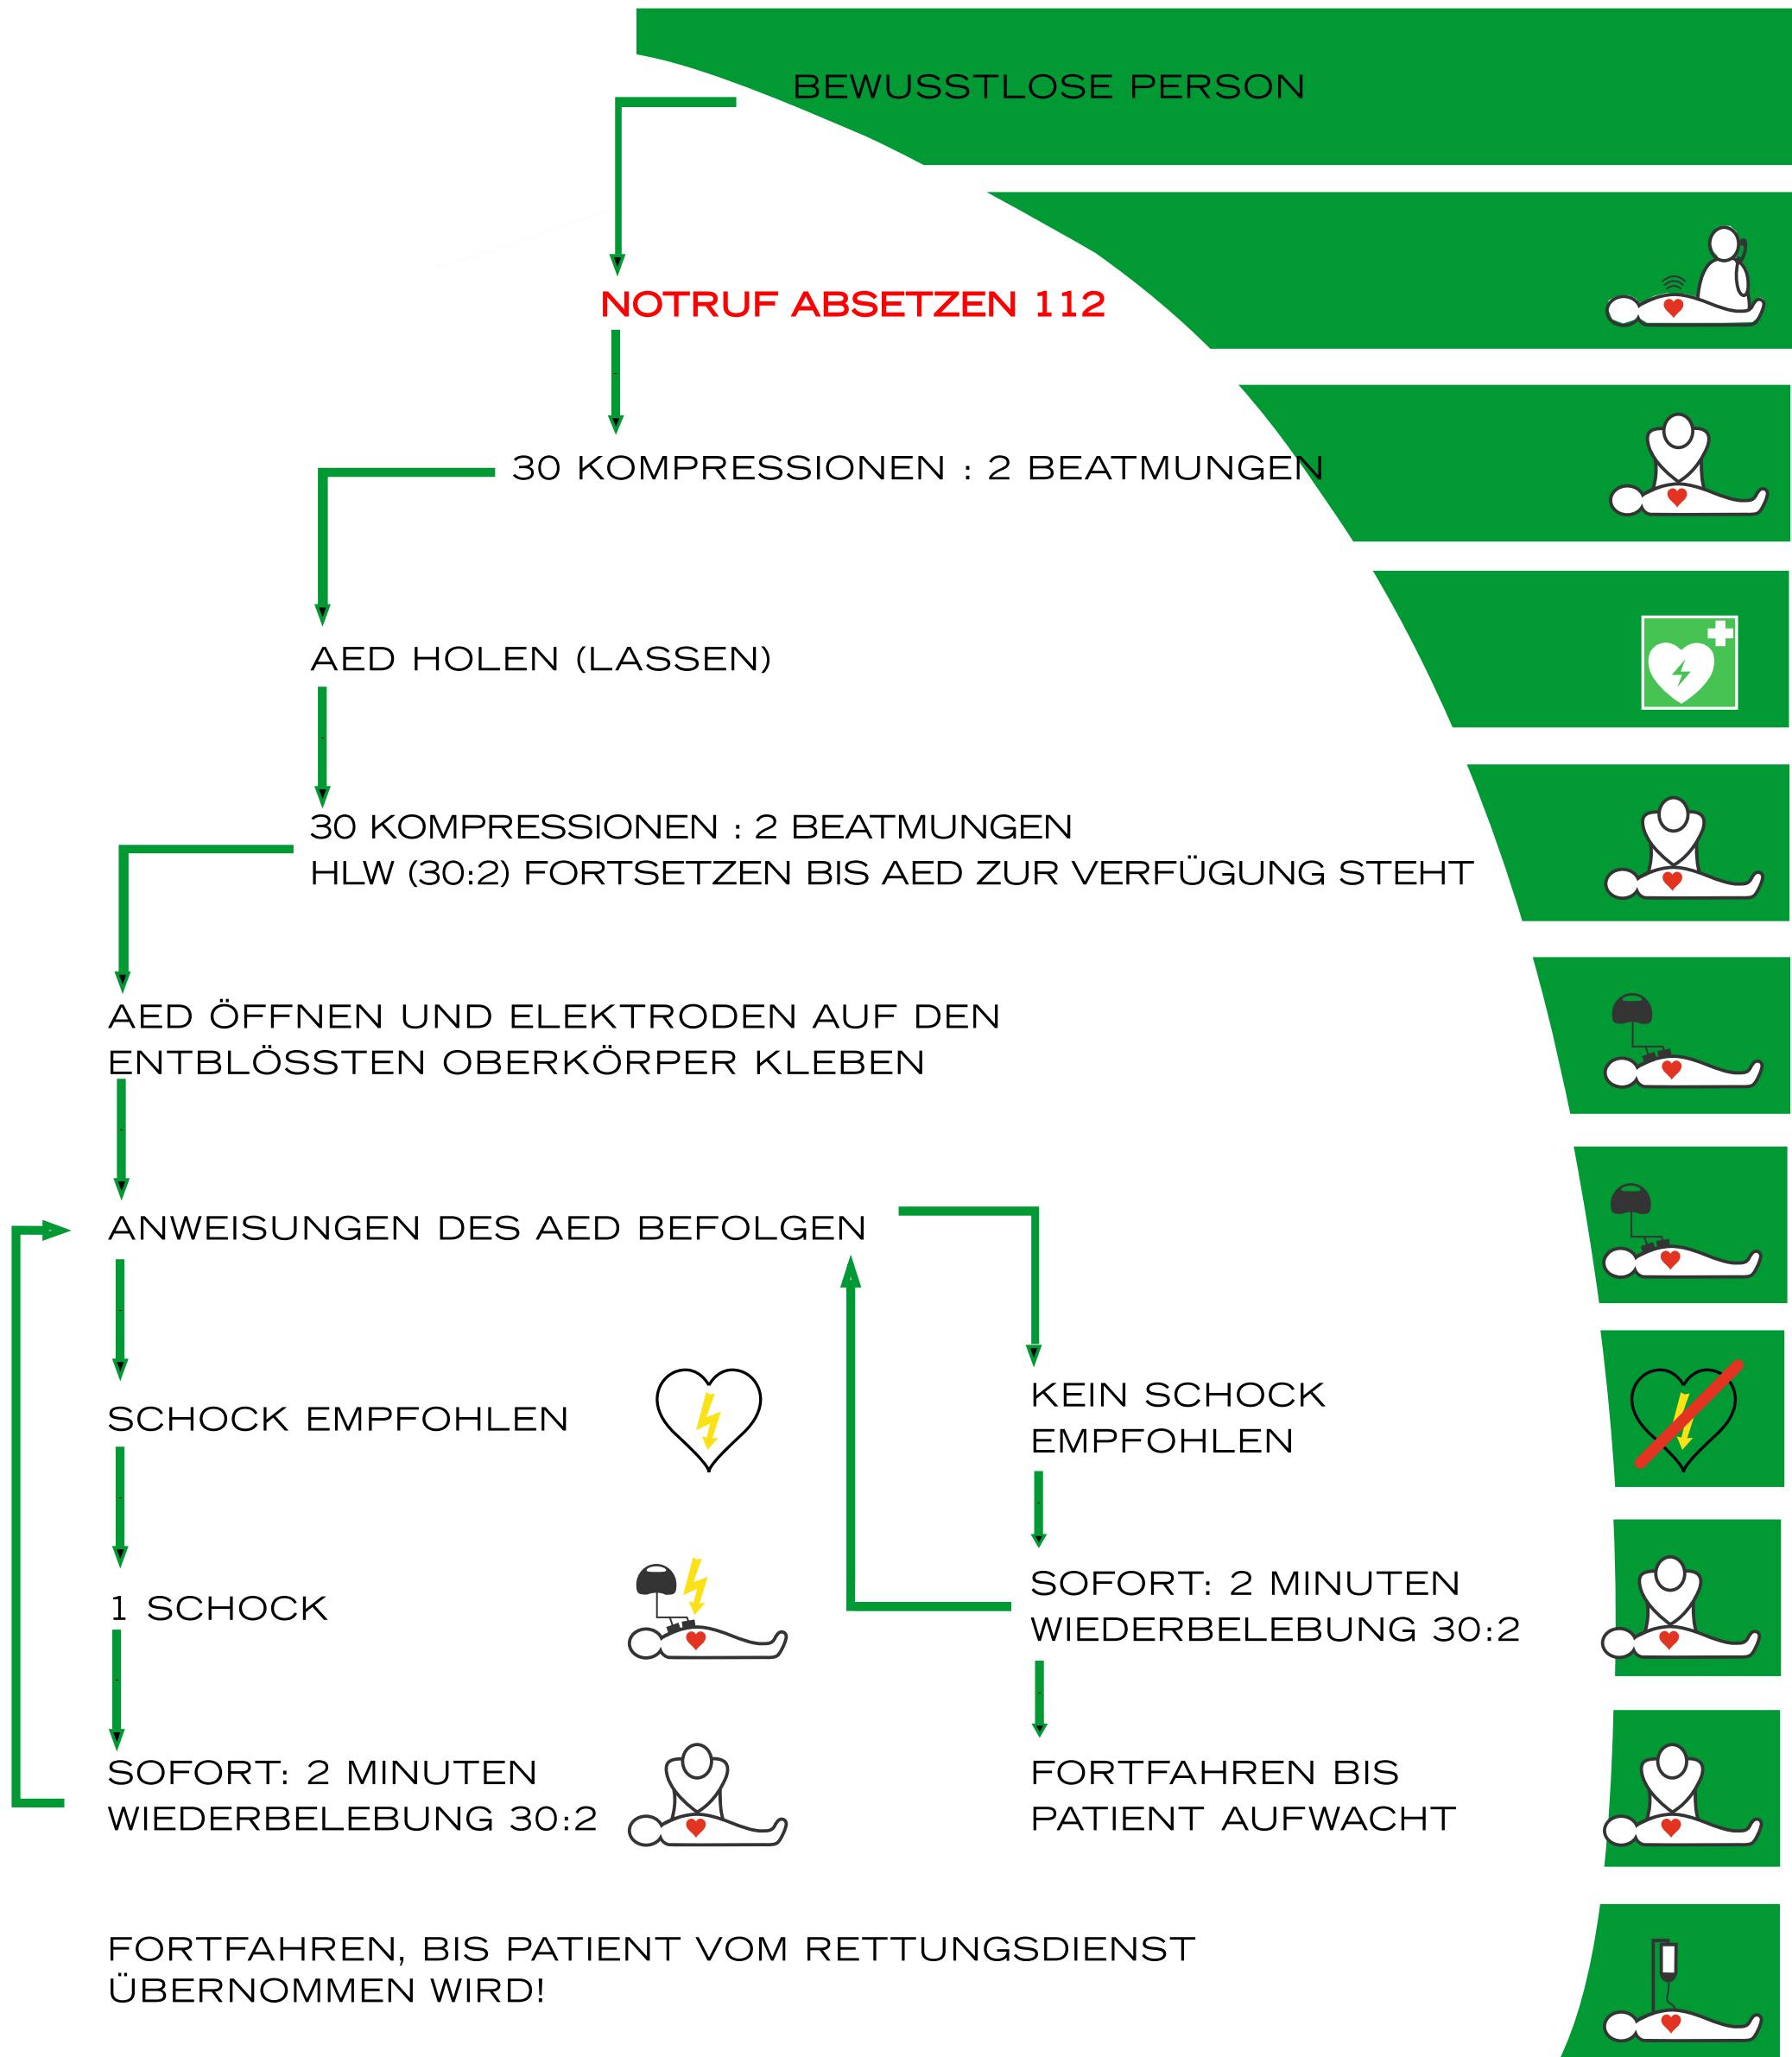 BEWUSSTLOSE PERSON
NOTRUF ABSETZEN 112
30 KOMPRESSIONEN : 2 BEATMUNGEN
AED HOLEN (LASSEN)
30 KOMPRESSIONEN : 2 BEATMUNGEN
HLW (30:2) FORTSETZEN BIS AED ZUR VERFÜGUNG STEHT
AED ÖFFNEN UND ELEKTRODEN AUF DEN
ENTBLÖSSTEN OBERKÖRPER KLEBEN
ANWEISUNGEN DES AED BEFOLGEN
SCHOCK EMPFOHLEN
1 SCHOCK
SOFORT: 2 MINUTEN
WIEDERBELEBUNG 30:2
KEIN SCHOCK
EMPFOHLEN
SOFORT: 2 MINUTEN
WIEDERBELEBUNG 30:2
FORTFAHREN BIS
PATIENT AUFWACHT
FORTFAHREN, BIS PATIENT VOM RETTUNGSDIENST
ÜBERNOMMEN WIRD!